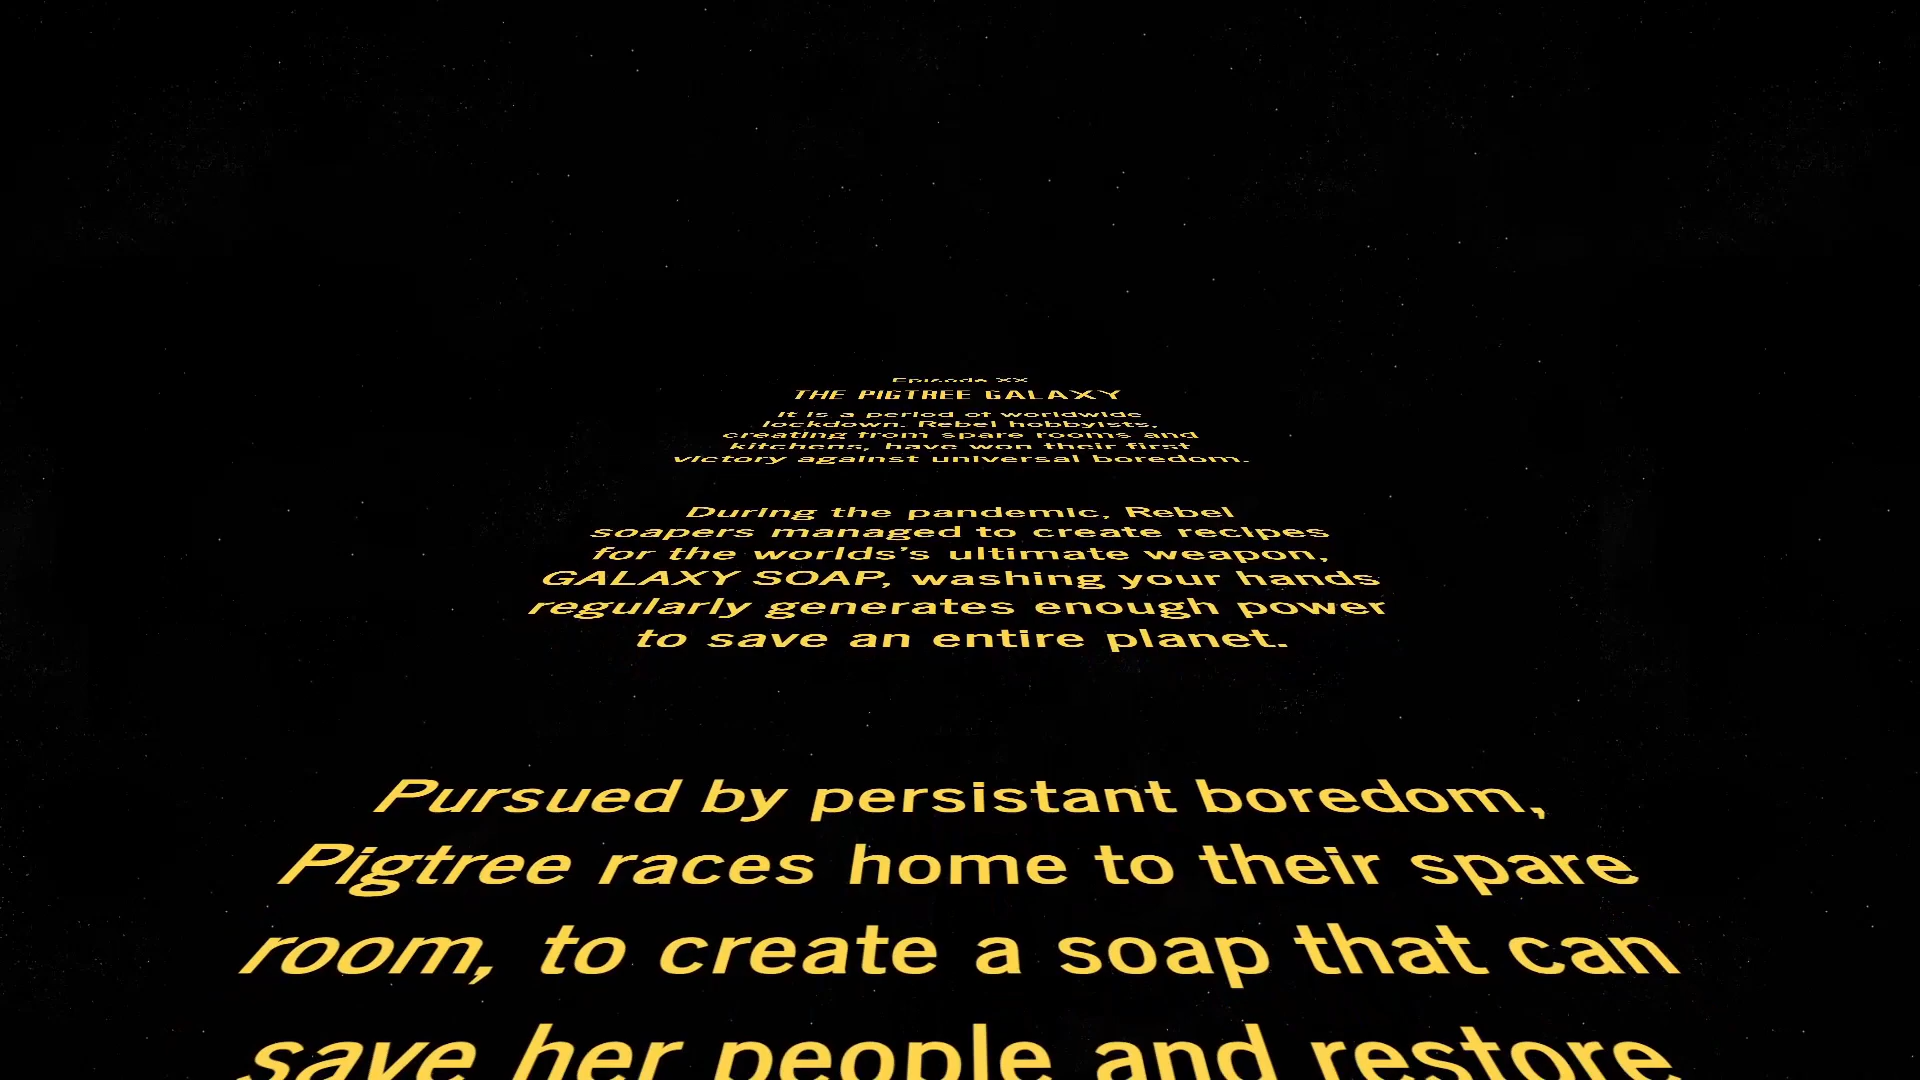 Episode XX
THE PIGTREE GALAXY
It is a period of worldwide
lockdown. Rebel hobbyists,
creating from spare rooms and
kitchens, have won their first
victory against universal boredom.
During the pandemic, Rebel
soapers managed to create recipes
for the worlds's ultimate weapon,
GALAXY SOAP, washing your hands
regularly generates enough power
to save an entire planet.
Pursued by persistant boredom,
Pigtree races home to their spare
room, to create a soap that can
save her people and restore